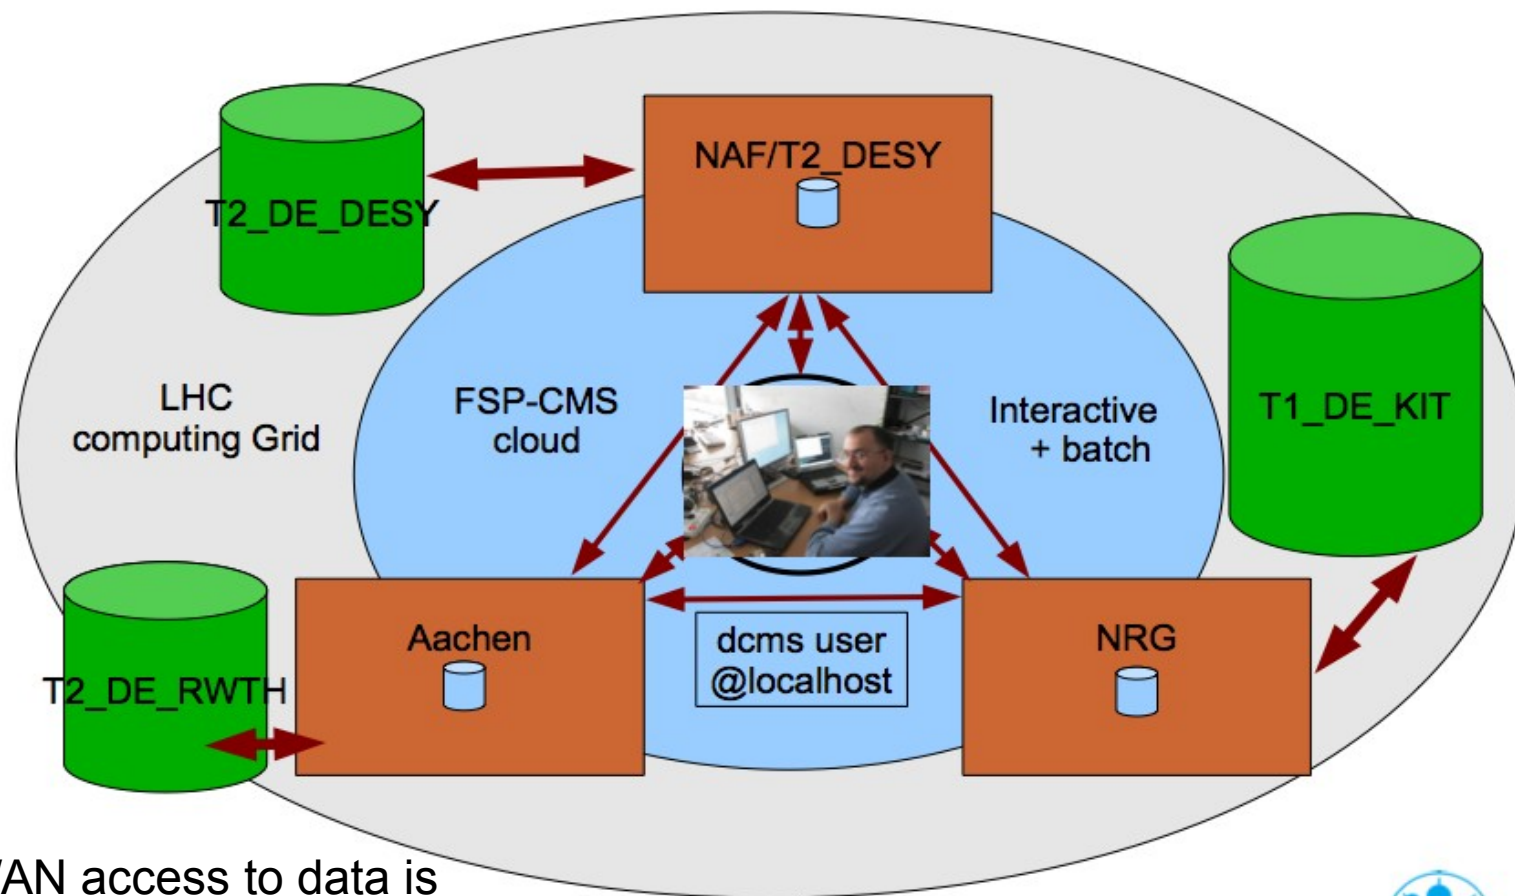 NAF/T2_DESY
T2_DE_DESY
LHC
computing Grid
FSP-CMS
cloud
Interactive
+ batch
T1_DE_KIT
Aachen
dcms user
@localhost
NRG
T2_DE_RWTH
access to data is